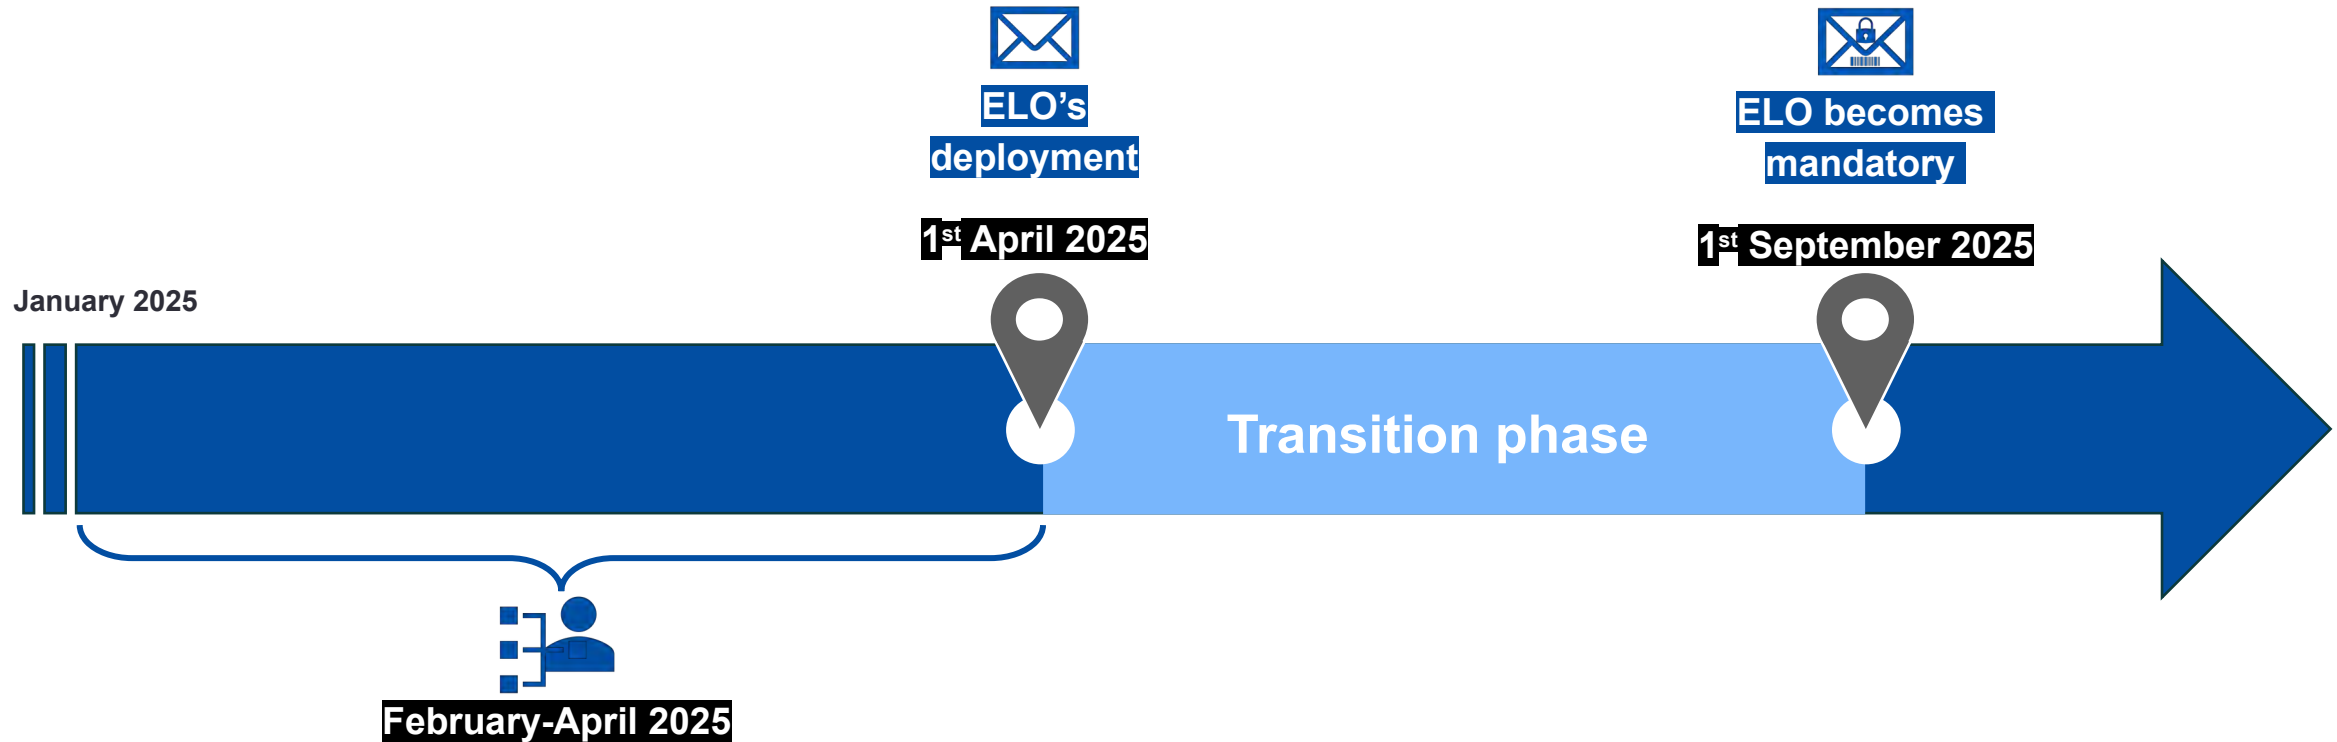 ELO’s
deployment
ELO becomes
mandatory
1st April 2025
1st September 2025
January 2025
Transition phase
February-April 2025